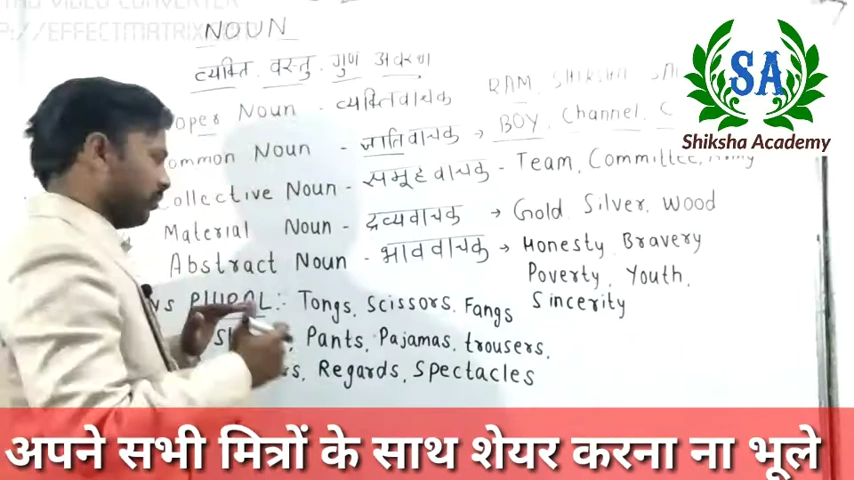 NOUN
व्यक्ति वस्तु. गुण अवस्था
Noun - व्यक्तिवाचक RAM, SHIKSHA
Noun - जातिवाचक → BOY, Channel,
Collective Noun - समूहवाचक - Team, Committee,
Material Noun - द्रव्यवाचक → Gold, Silver, Wood
Abstract Noun - भाववाचक → Honesty, Bravery
Poverty, Youth,
Sincerity
PLURAL :- Tongs, Scissors, Fangs
Pants, Pajamas, trousers,
Regards, Spectacles
SA
Shiksha Academy
अपने सभी मित्रों के साथ शेयर करना ना भूले